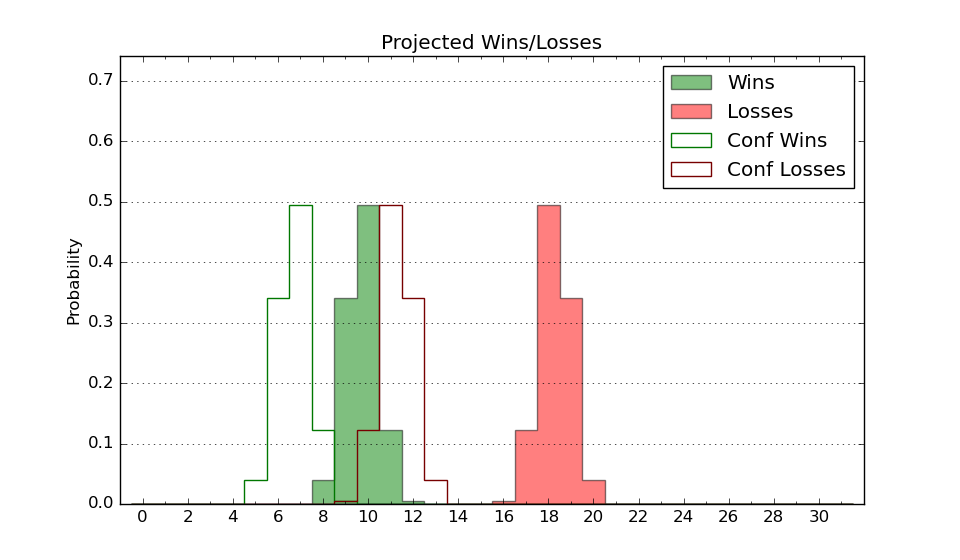 Projected Wins/Losses
Probability
0.7
0.6
0.5
0.4
0.3
0.2
0.1
0.0
0 2 4 6 8 10 12 14 16 18 20 22 24 26 28 30
Wins
Losses
Conf Wins
Conf Losses